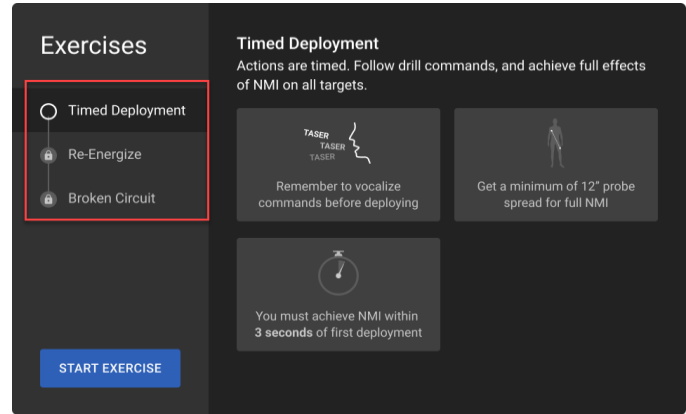 Exercises
Timed Deployment
Re-Energize
Broken Circuit
START EXERCISE
Timed Deployment
Actions are timed. Follow drill commands, and achieve full effects
of NMI on all targets.
TASER
TASER
TASER
Remember to vocalize
commands before deploying
Get a minimum of 12" probe
spread for full NMI
You must achieve NMI within
3 seconds of first deployment